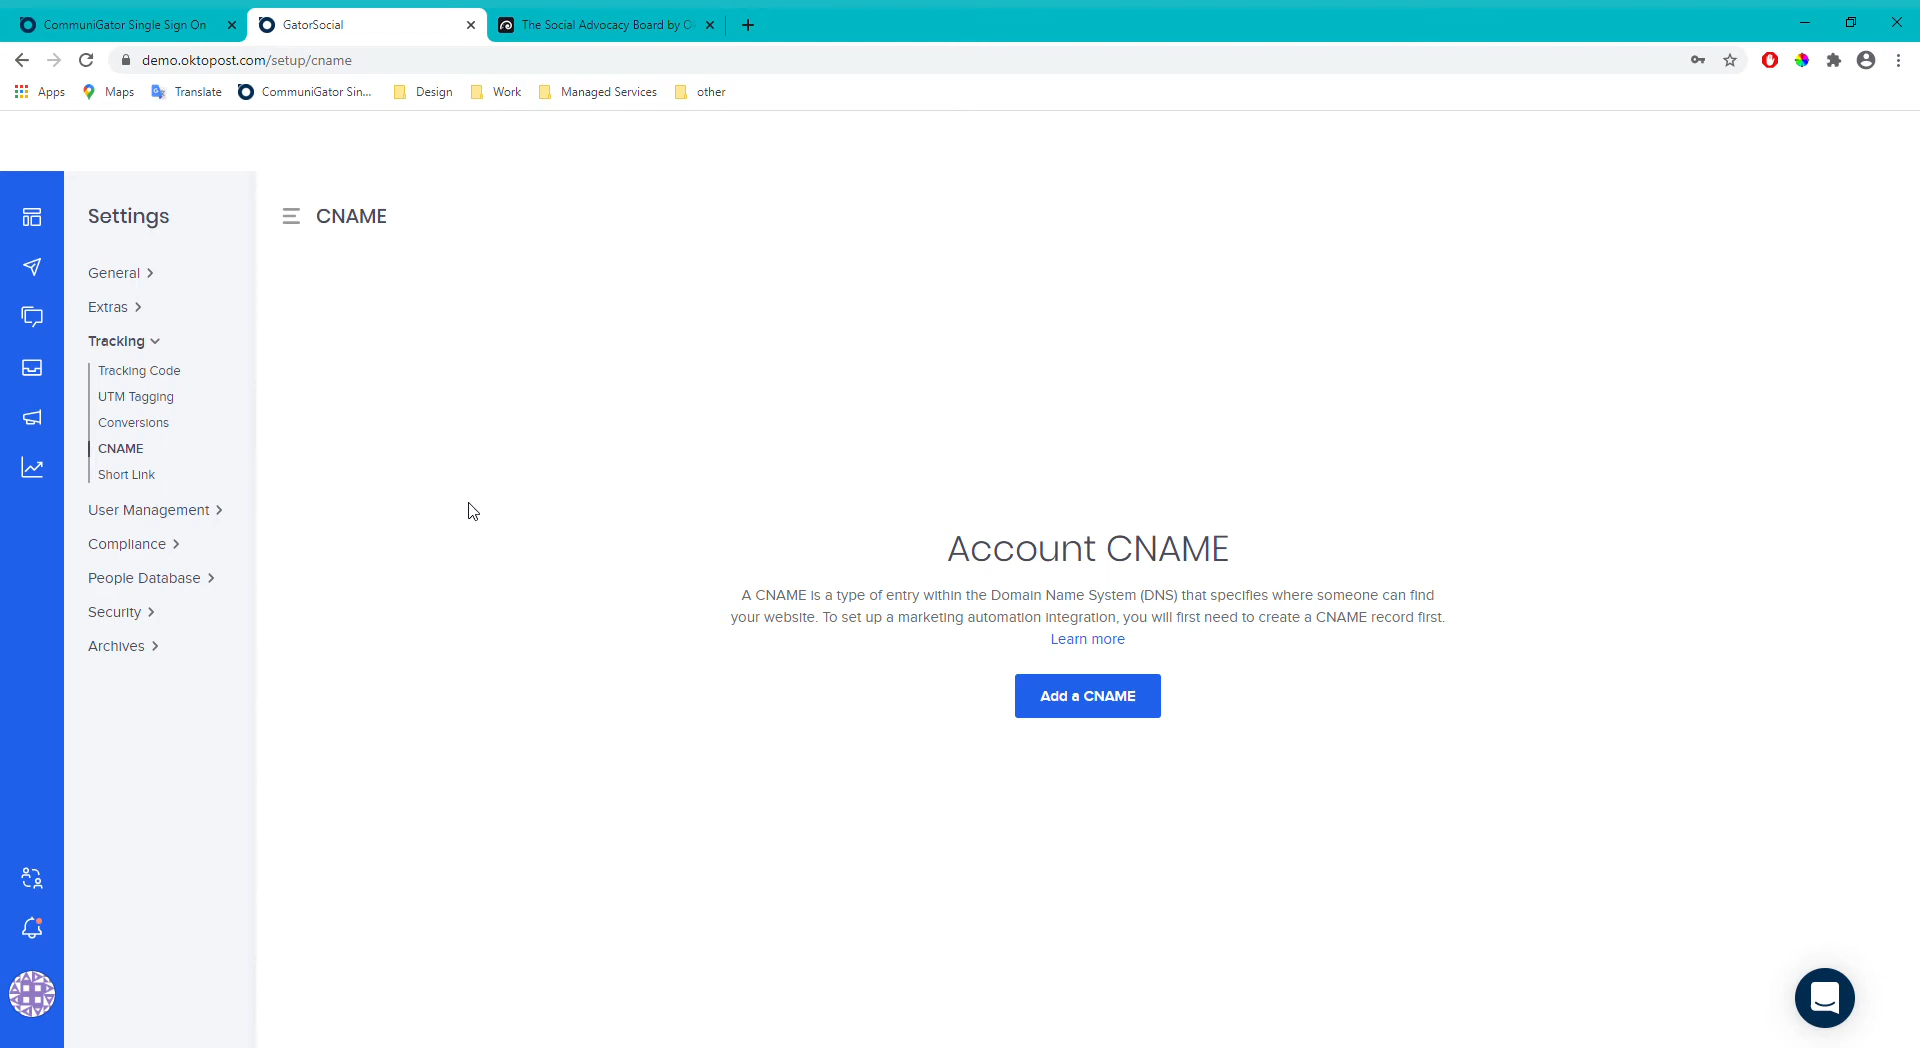 CommuniGator Single Sign On
GatorSocial
The Social Advocacy Board by O
demo.oktopost.com/setup/cname
Apps
Maps
Translate
CommuniGator Sin...
Design
Work
Managed Services
other
Settings
General
Extras
Tracking
Tracking Code
UTM Tagging
Conversions
CNAME
Short Link
User Management
Compliance
People Database
Security
Archives
CNAME
Account CNAME
A CNAME is a type of entry within the Domain Name System (DNS) that specifies where someone can find
your website. To set up a marketing automation integration, you will first need to create a CNAME record first.
Learn more
Add a CNAME